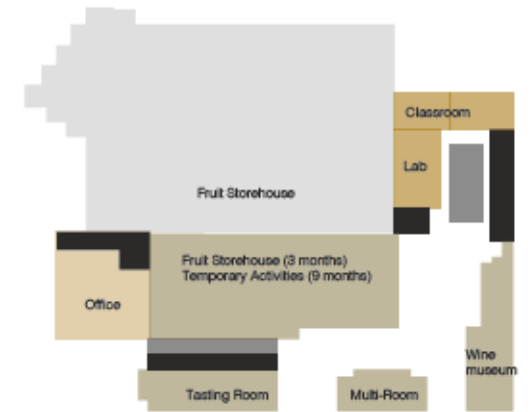 Classroom
Lab
Fruit Storehouse
Fruit Storehouse (3 months)
Temporary Activities (9 months)
Office
Wine
museum
Tasting Room
Multi-Room